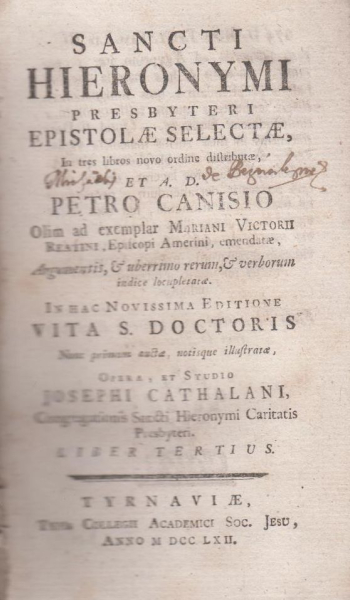 SANCTI
HIERONYMI
PRESBYTERI
EPISTOLÆ SELECTÆ,
In tres libros novo ordine distributæ,
ET A. D. de
PETRO CANISIO
Olim ad exemplar MARIANI VICTORII
REATINI, Episcopi Amerini, emendatæ,
Argumentis, & uberrimo rerum, & verborum
indice locupletatæ.
IN HAC NOVISSIMA EDITIONE
VITA S. DOCTORIS
Nunc primum aucta, notisque illustrata,
OPERA, ET STUDIO
JOSEPHI CATHALANI,
Congregationis Sancti Hieronymi Caritatis
Presbyteri.
LIBER TERTIUS.
TYRNAVIÆ,
TYPIS COLLEGII ACADEMICI SOC. JESU,
ANNO M DCC LXII.